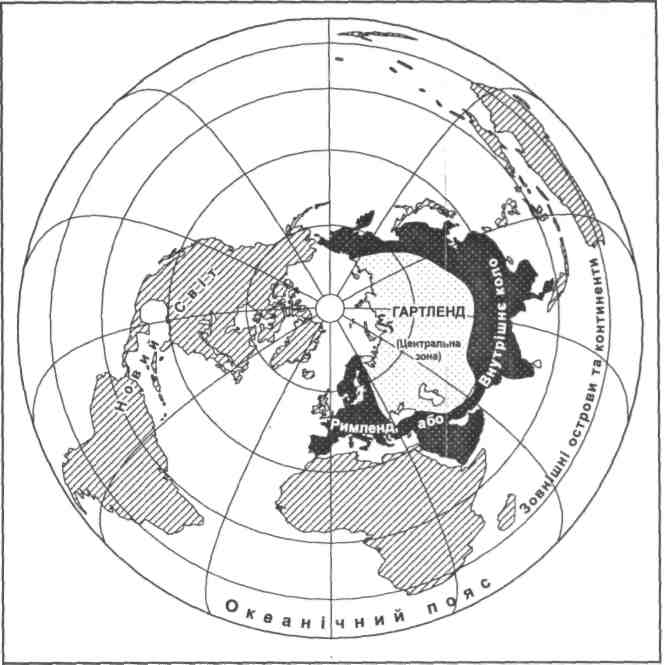 Новий Світ
ГАРТЛЕНД
(Центральна
зона)
Римленд, або Внутрішнє коло
Зовнішні острови та континенти
Океанічний пояс